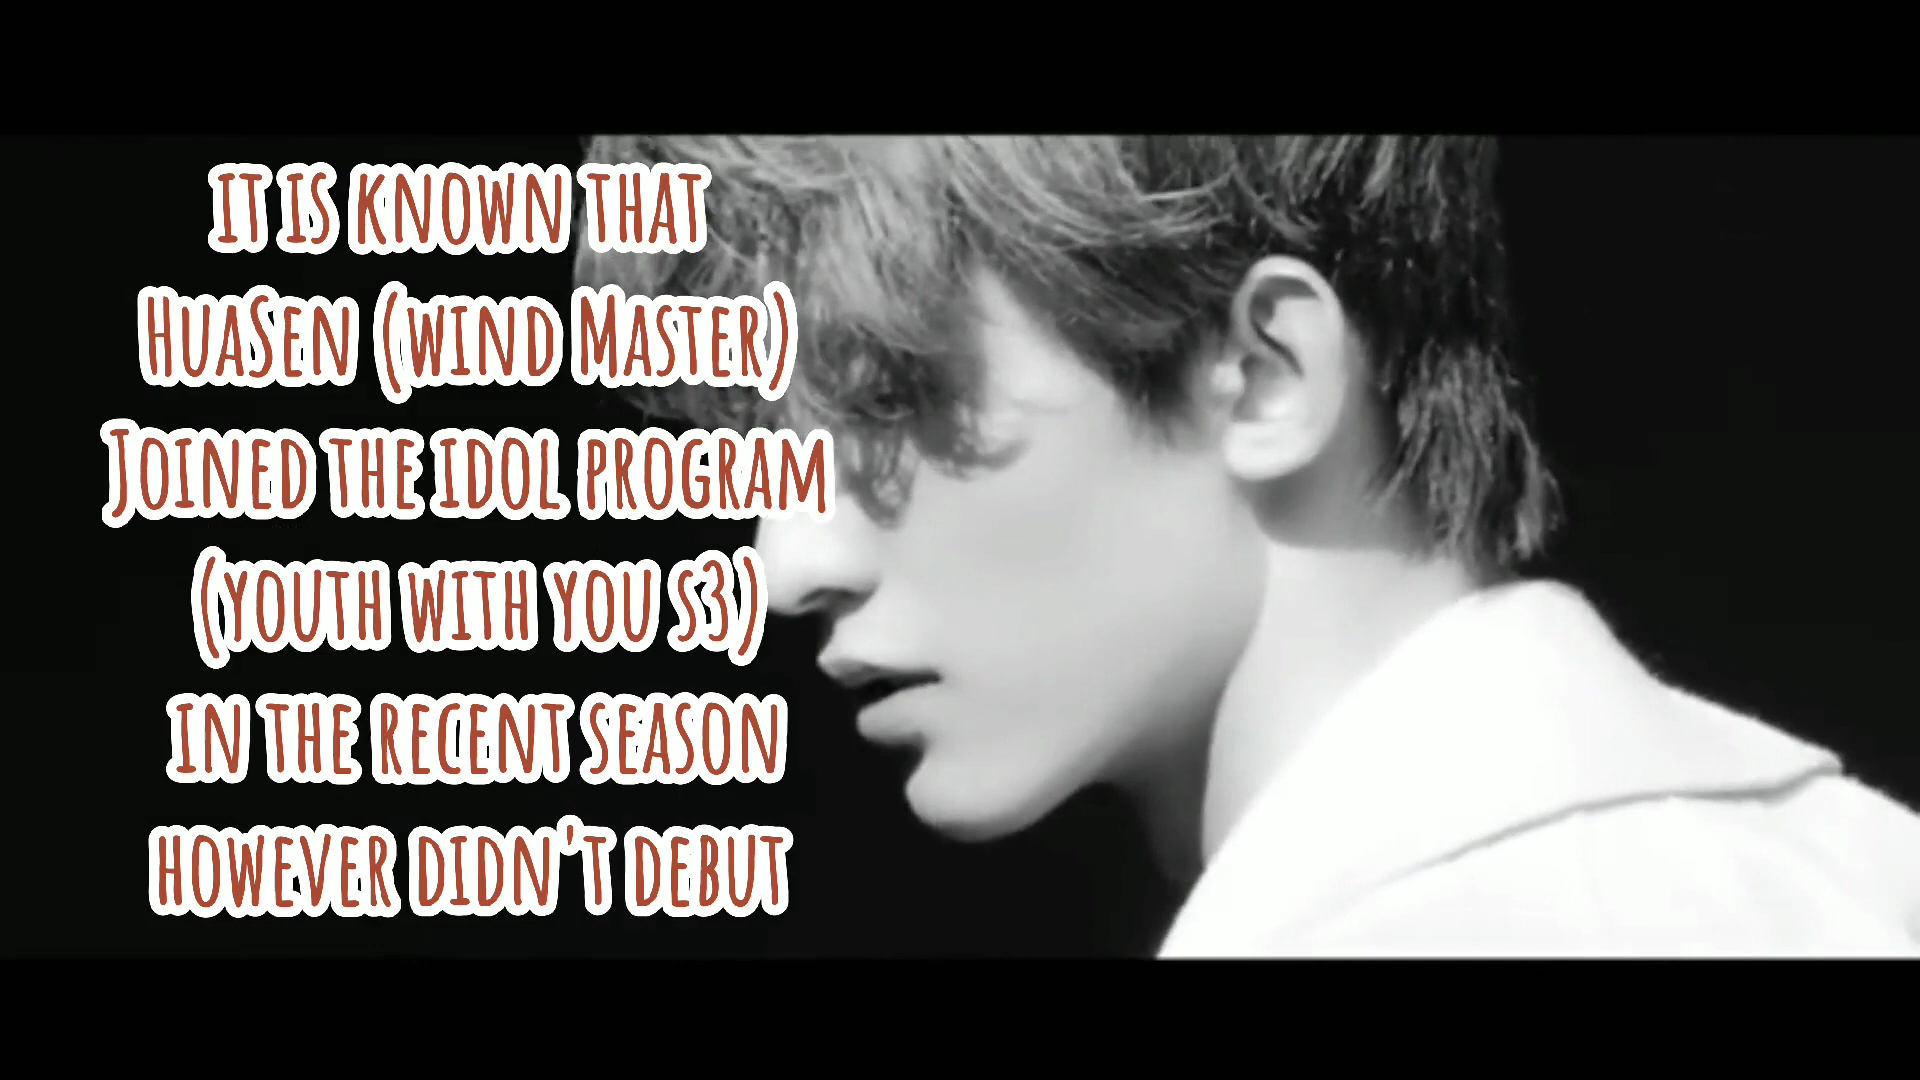 it is known that
HuaSen (wind Master)
Joined the idol program
(youth with you s3)
in the recent season
however didn't debut